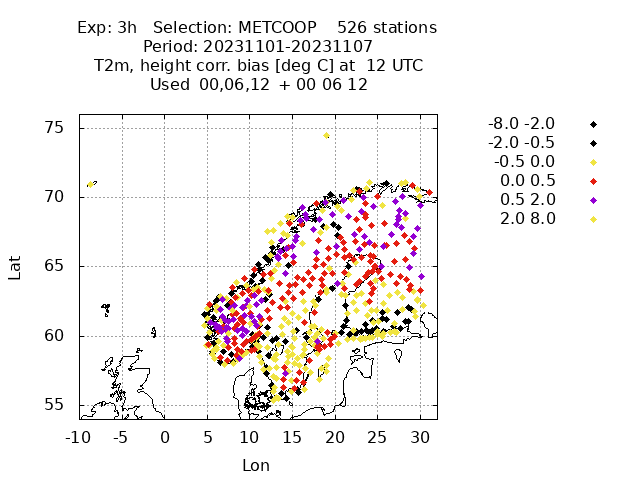 Exp: 3h   Selection: METCOOP    526 stations
Period: 20231101-20231107
T2m, height corr. bias [deg C] at  12 UTC
Used 00,06,12 + 00 06 12
75
70
65
60
55
Lat
-10 -5 0 5 10 15 20 25 30
Lon
-8.0 -2.0
-2.0 -0.5
-0.5 0.0
0.0 0.5
0.5 2.0
2.0 8.0